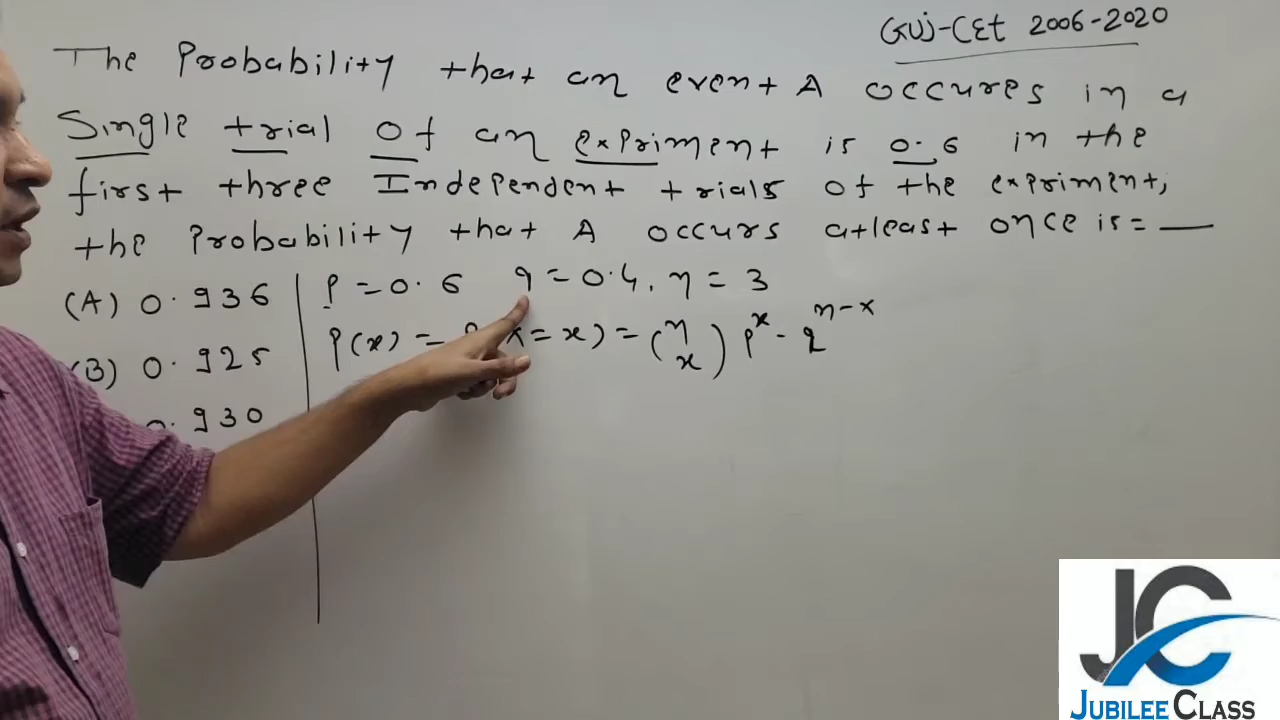 GUJ-CET 2006-2020
The Probability that an event A occures in a
Single trial of an expriment is 0.6 in the
first three Independent trials of the expriment,
the Probability that A occurs atleast once is = __
(A) 0.936
(B) 0.925
0.930
p = 0.6 q = 0.4, n = 3
p(x) = = x) = (n x) p^x - q^n-x
JC
JUBILEE CLASS